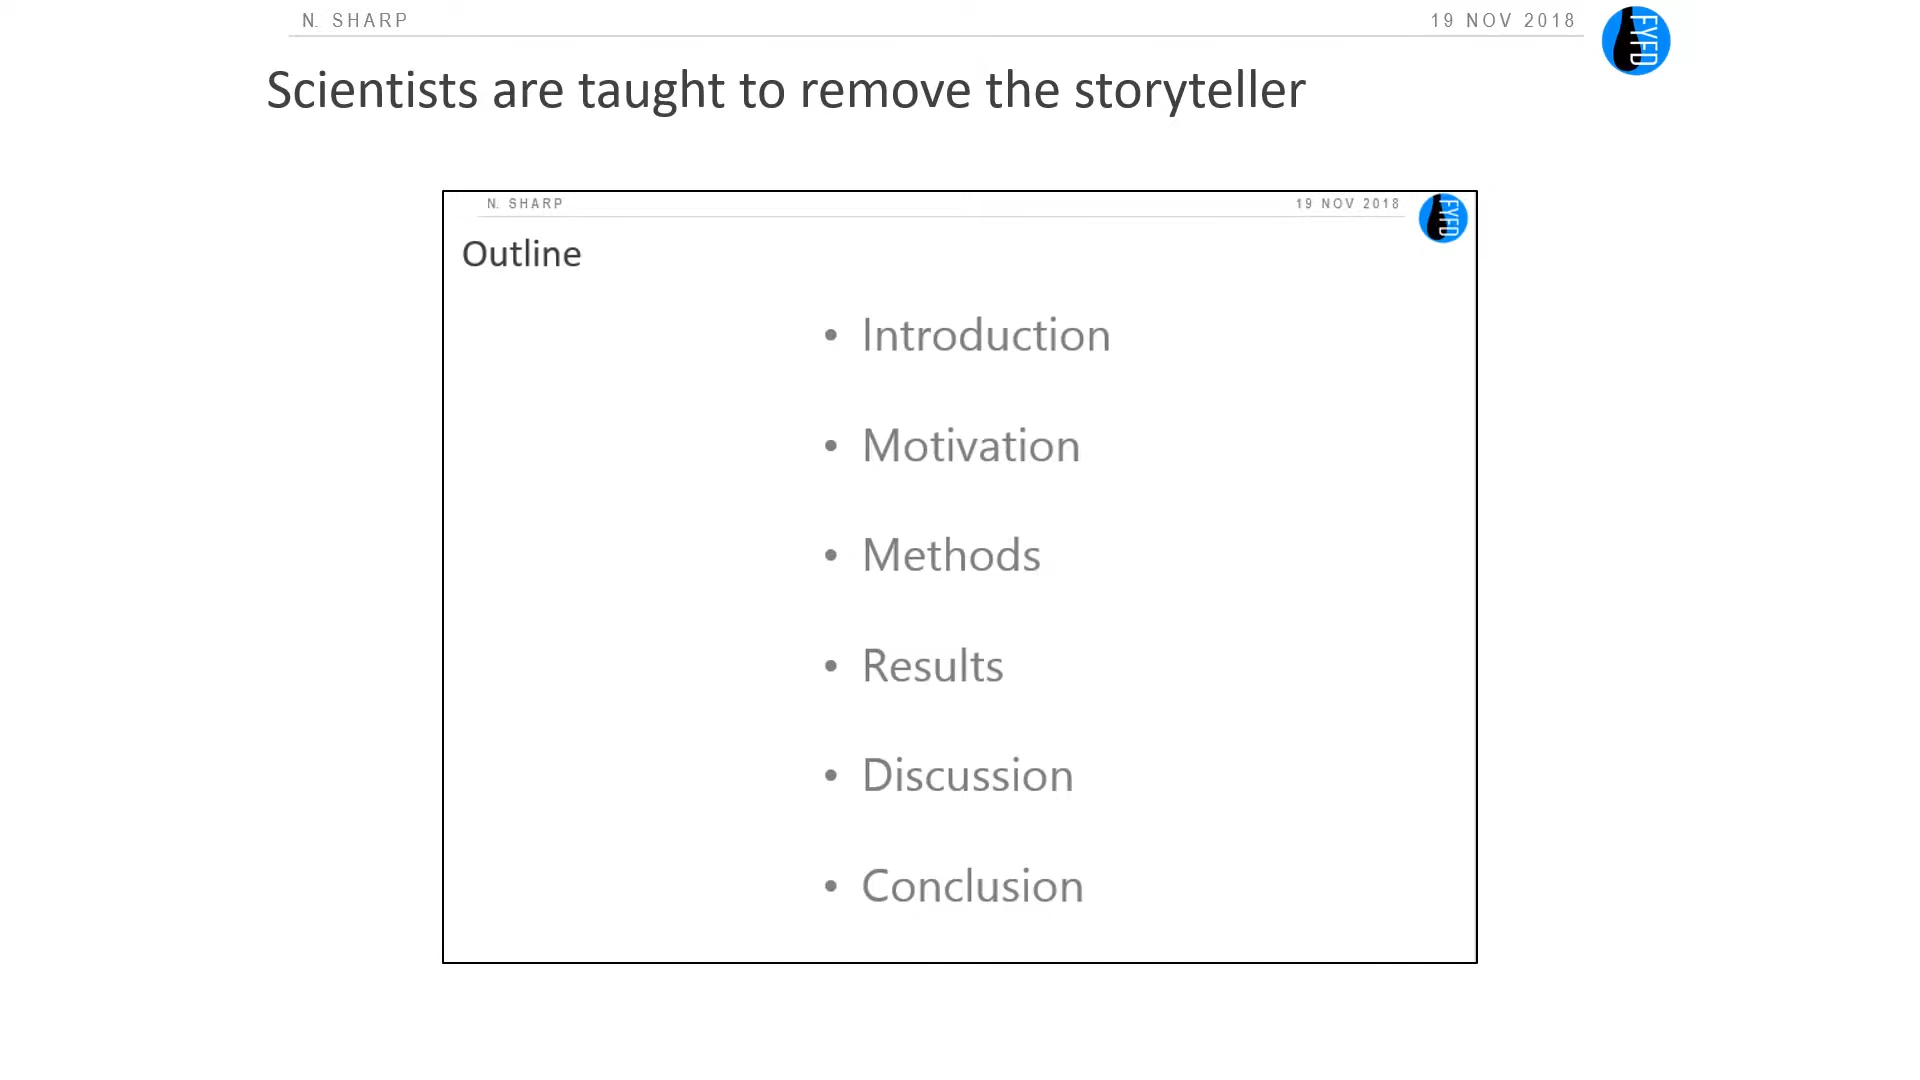 N. SHARP
19 NOV 2018
FYFD
Scientists are taught to remove the storyteller
N. SHARP
19 NOV 2018
FYFD
Outline
• Introduction
• Motivation
• Methods
• Results
• Discussion
• Conclusion